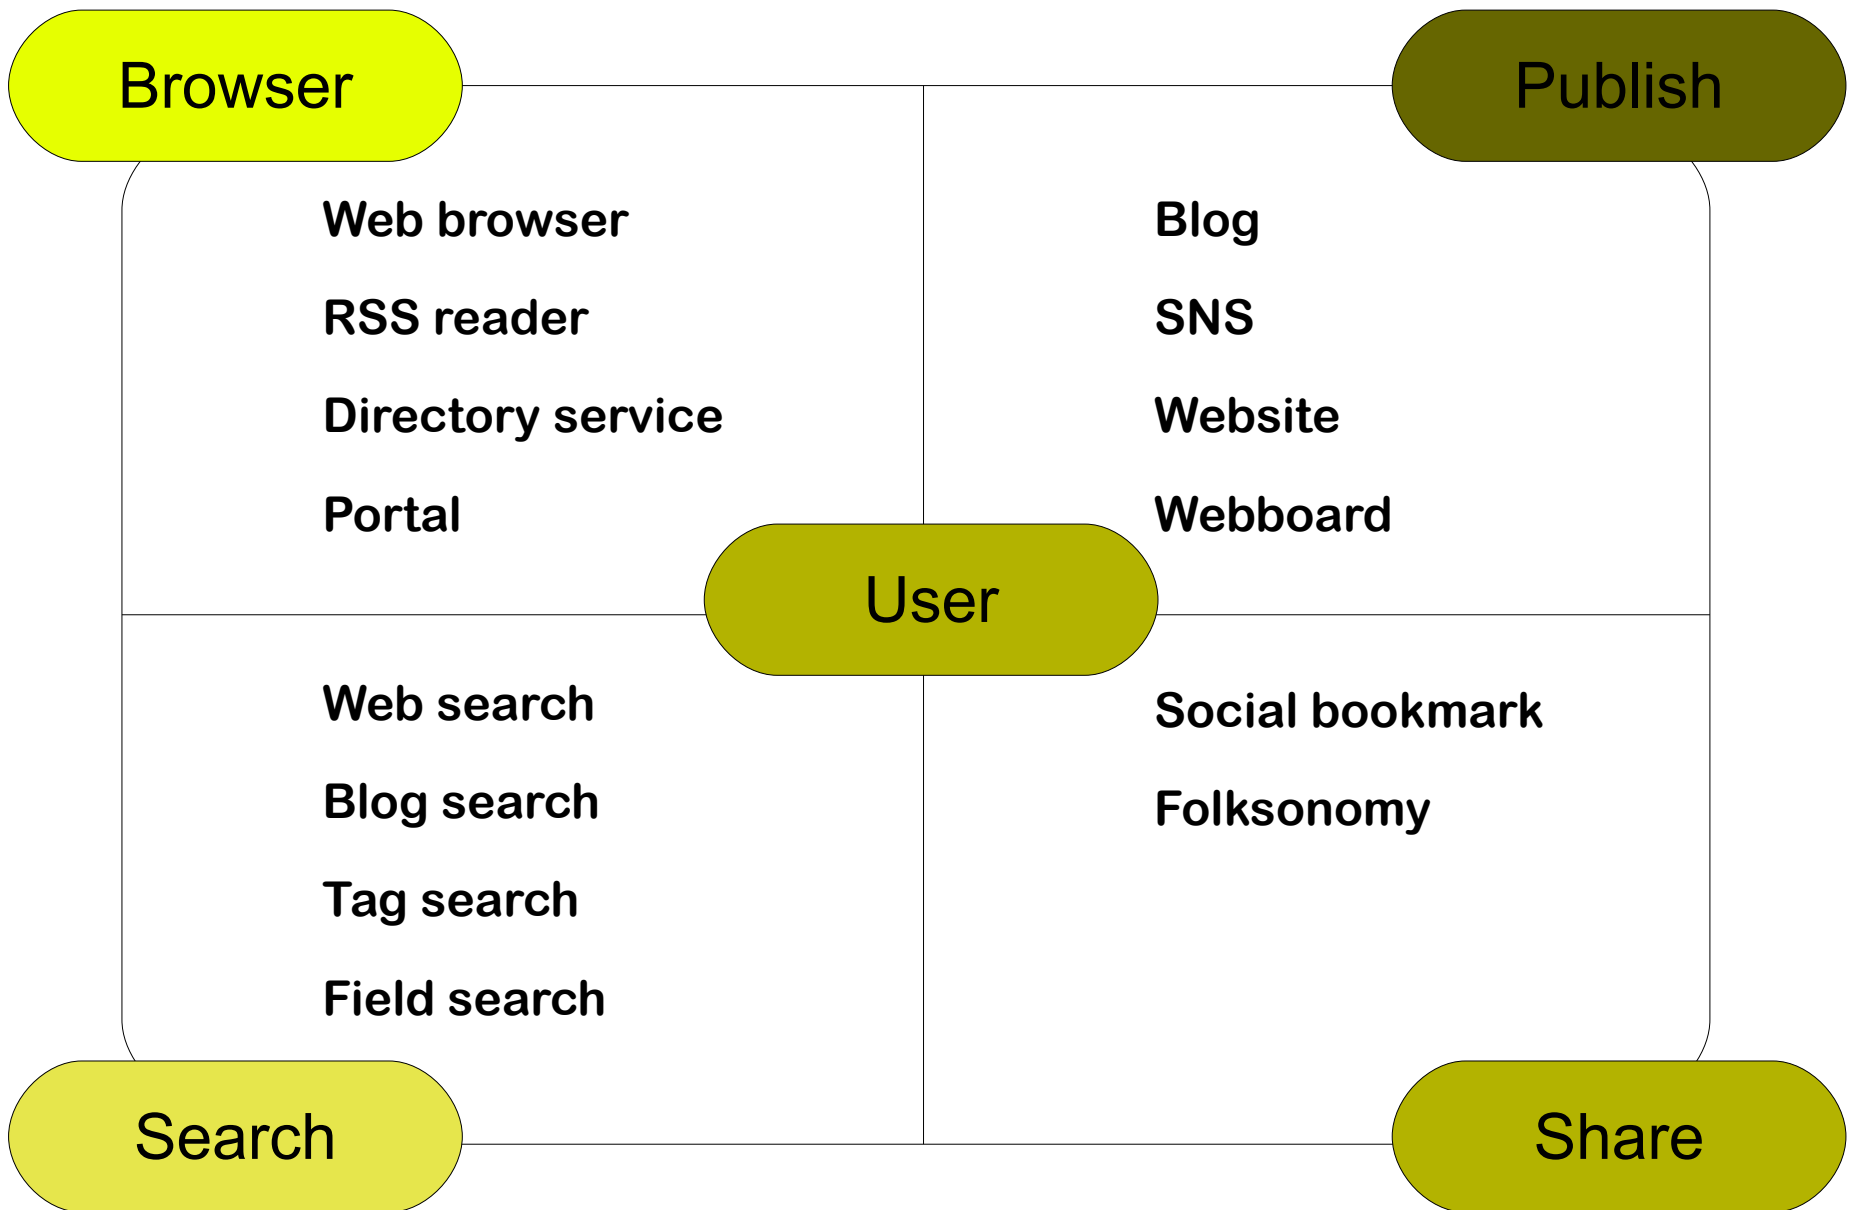 Browser
Publish
Web browser
RSS reader
Directory service
Portal
Blog
SNS
Website
Webboard
User
Web search
Blog search
Tag search
Field search
Social bookmark
Folksonomy
Search
Share